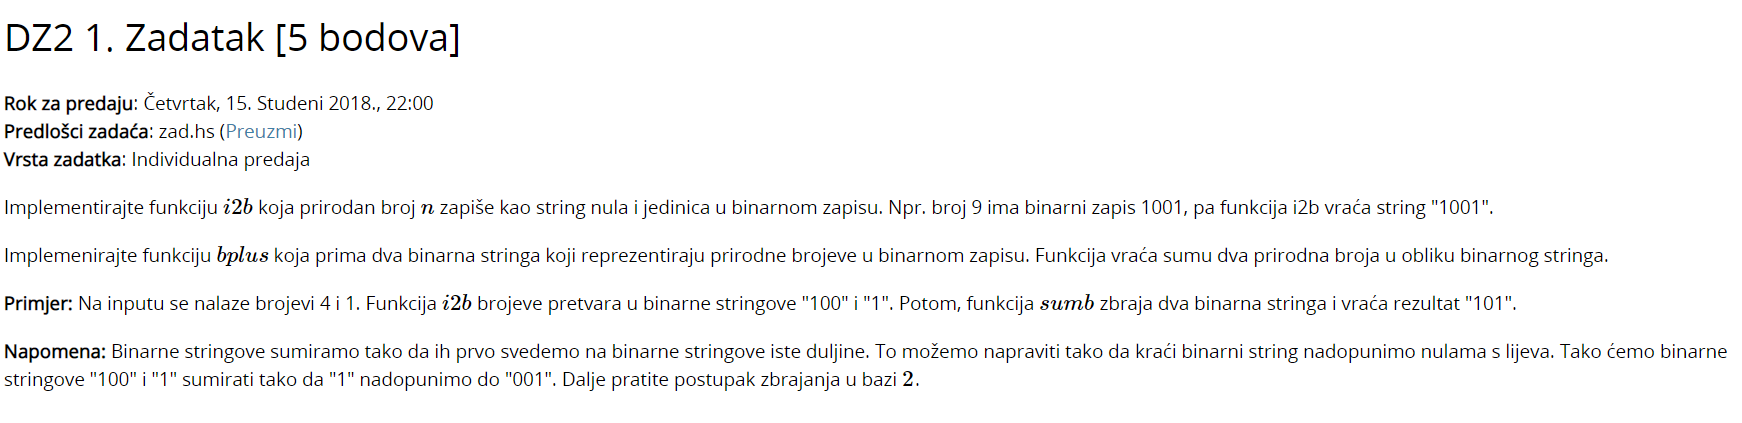 DZ2 1. Zadatak [5 bodova]
Rok za predaju: Četvrtak, 15. Studeni 2018., 22:00
Predlošci zadaća: zad.hs (Preuzmi)
Vrsta zadatka: Individualna predaja
Implementirajte funkciju i2b koja prirodan broj n zapiše kao string nula i jedinica u binarnom zapisu. Npr. broj 9 ima binarni zapis 1001, pa funkcija i2b vraća string "1001".
Implemenirajte funkciju bplus koja prima dva binarna stringa koji reprezentiraju prirodne brojeve u binarnom zapisu. Funkcija vraća sumu dva prirodna broja u obliku binarnog stringa.
Primjer: Na inputu se nalaze brojevi 4 i 1. Funkcija i2b brojeve pretvara u binarne stringove "100" i "1". Potom, funkcija sumb zbraja dva binarna stringa i vraća rezultat "101".
Napomena: Binarne stringove sumiramo tako da ih prvo svedemo na binarne stringove iste duljine. To možemo napraviti tako da kraći binarni string nadopunimo nulama s lijeva. Tako ćemo binarne
stringove "100" i "1" sumirati tako da "1" nadopunimo do "001". Dalje pratite postupak zbrajanja u bazi 2.